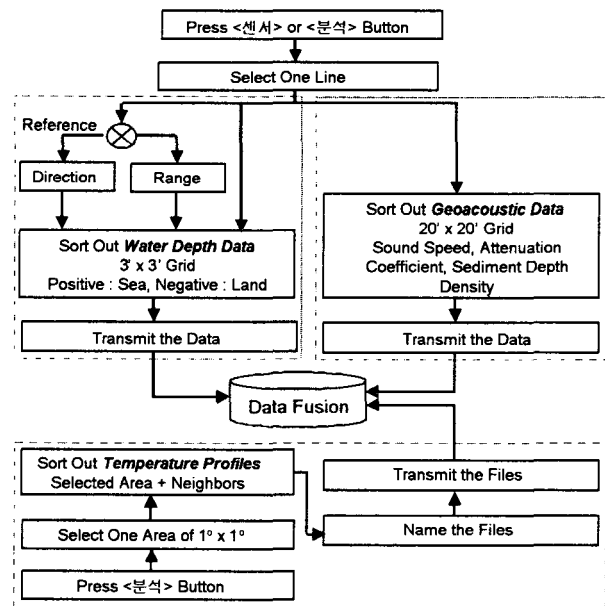 Press <센서> or <분석> Button
Select One Line
Reference
Direction
Range
Sort Out Water Depth Data
3' x 3' Grid
Positive : Sea, Negative : Land
Transmit the Data
Sort Out Geoacoustic Data
20' x 20' Grid
Sound Speed, Attenuation
Coefficient, Sediment Depth
Density
Transmit the Data
Data Fusion
Sort Out Temperature Profiles
Selected Area + Neighbors
Select One Area of 1° x 1°
Press <분석> Button
Transmit the Files
Name the Files